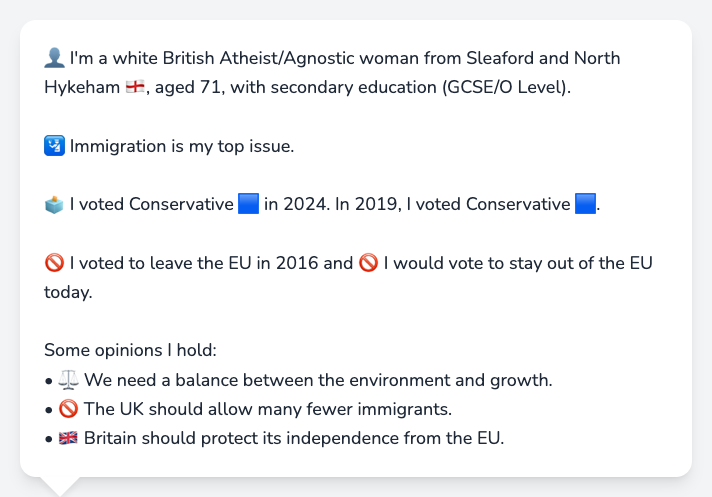 👤 I'm a white British Atheist/Agnostic woman from Sleaford and North
Hykeham 🏴󠁧󠁢󠁥󠁮󠁧󠁿, aged 71, with secondary education (GCSE/O Level).
🛂 Immigration is my top issue.
🗳️ I voted Conservative 🟦 in 2024. In 2019, I voted Conservative 🟦.
🚫 I voted to leave the EU in 2016 and 🚫 I would vote to stay out of the EU
today.
Some opinions I hold:
• ⚖️ We need a balance between the environment and growth.
• 🚫 The UK should allow many fewer immigrants.
• 🇬🇧 Britain should protect its independence from the EU.